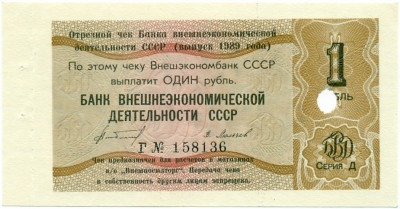 Отрезной чек Банка внешнеэкономической
деятельности СССР (выпуск 1989 года)
По этому чеку Внешэкономбанк СССР
выплатит ОДИН рубль.
1
БАНК ВНЕШНЕЭКОНОМИЧЕСКОЙ
ДЕЯТЕЛЬНОСТИ СССР
Г № 158136
СЕРИЯ Д
Чек предназначен для расчетов в магазинах
в/о „Внешпосылторг". Передача чека
в собственность другим лицам запрещена.